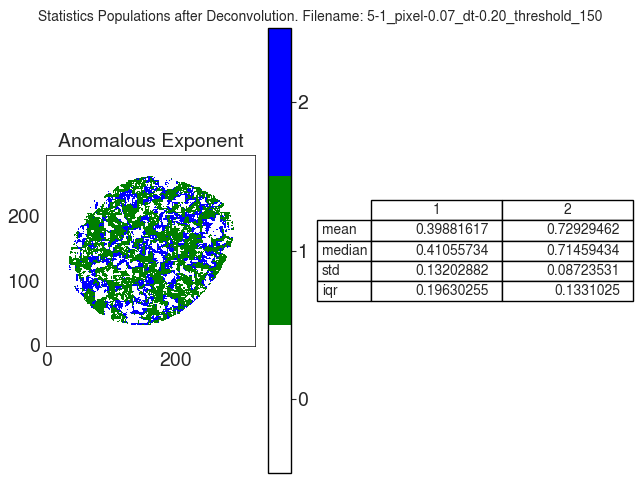 Statistics Populations after Deconvolution. Filename: 5-1_pixel-0.07_dt-0.20_threshold_150
Anomalous Exponent
200
100
0
0 200
2
1
0
1 2
mean 0.39881617 0.72929462
median 0.41055734 0.71459434
std 0.13202882 0.08723531
iqr 0.19630255 0.1331025